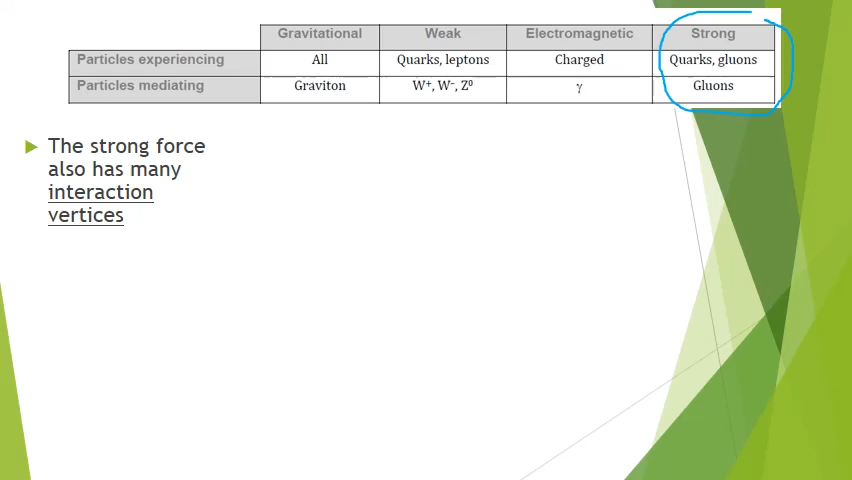 Gravitational Weak Electromagnetic Strong
Particles experiencing All Quarks, leptons Charged Quarks, gluons
Particles mediating Graviton W⁺, W⁻, Z⁰ γ Gluons
The strong force
also has many
interaction
vertices